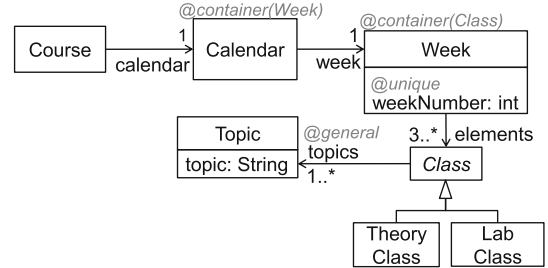 @container(Week)
@container(Class)
Course
1
calendar
Calendar
1
week
Week
@unique
weekNumber: int
Topic
topic: String
@general
topics
1..*
3..*
elements
Class
Theory
Class
Lab
Class